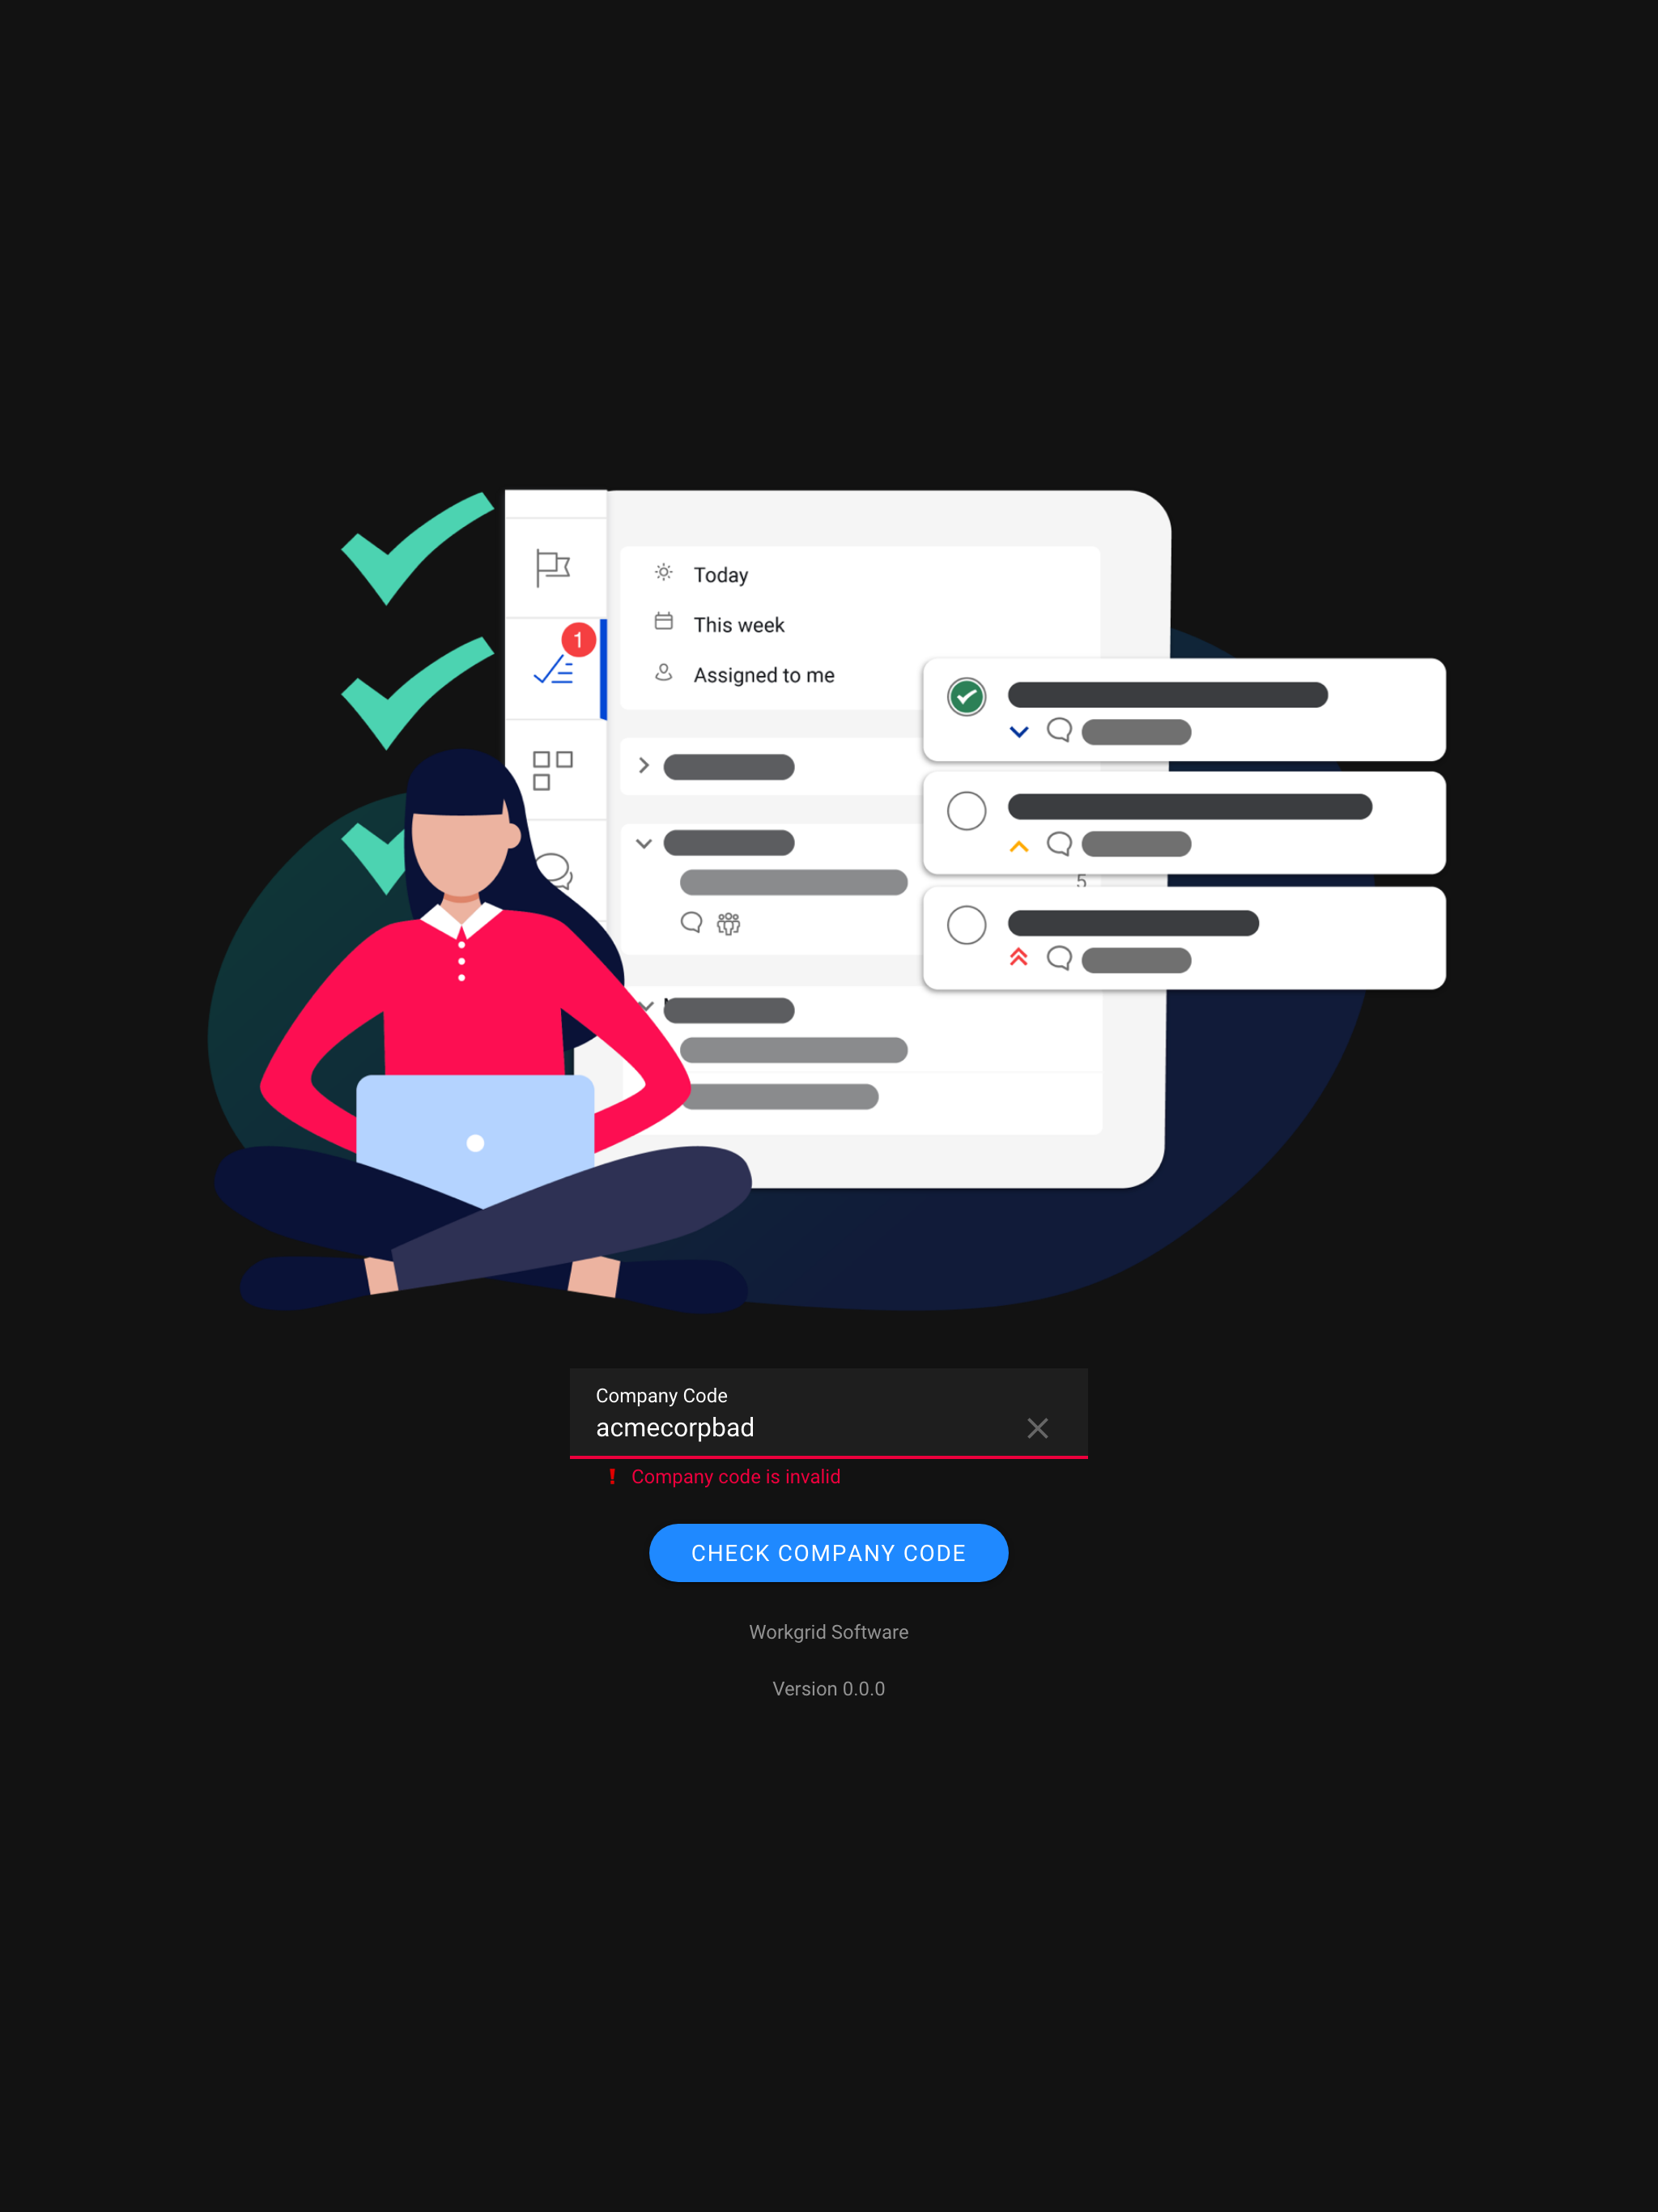 1
Today
This week
Assigned to me
5
Company Code
acmecorpbad
! Company code is invalid
CHECK COMPANY CODE
Workgrid Software
Version 0.0.0